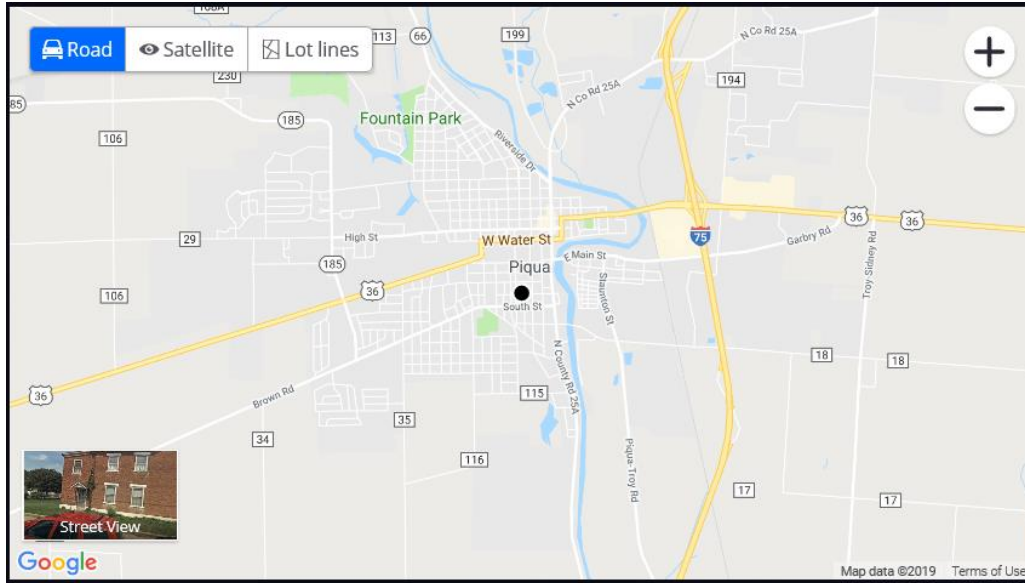 108A
Road
Satellite
Lot lines
113
66
199
N Co Rd 25A
230
194
N Co Rd 25A
85
185
Fountain Park
106
Riverside Dr
36
36
29
High St
W Water St
75
Garbry Rd
185
Piqua
E Main St
Troy-Sidney Rd
106
36
South St
Staunton St
N County Rd 25A
18
18
36
Brown Rd
115
35
34
116
Piqua-Troy Rd
17
17
Street View
Google
Map data ©2019 Terms of Use